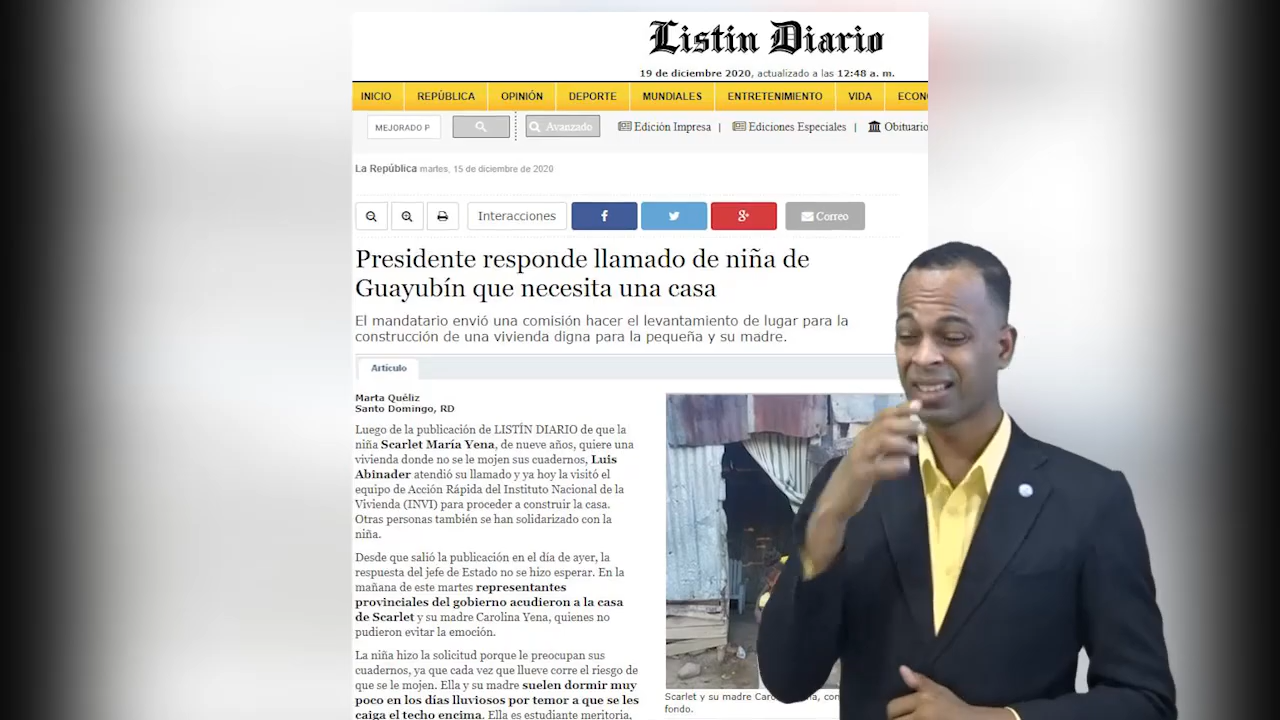 Listín Diario
19 de diciembre 2020, actualizado a las 12:48 a. m.
INICIO REPÚBLICA OPINIÓN DEPORTE MUNDIALES ENTRETENIMIENTO VIDA ECON
MEJORADO P Avanzado Edición Impresa | Ediciones Especiales | Obituario
La República martes, 15 de diciembre de 2020
Interacciones f g+ Correo
Presidente responde llamado de niña de
Guayubín que necesita una casa
El mandatario envió una comisión hacer el levantamiento de lugar para la
construcción de una vivienda digna para la pequeña y su madre.
Artículo
Marta Quéliz
Santo Domingo, RD
Luego de la publicación de LISTÍN DIARIO de que la
niña Scarlet María Yena, de nueve años, quiere una
vivienda donde no se le mojen sus cuadernos, Luis
Abinader atendió su llamado y ya hoy la visitó el
equipo de Acción Rápida del Instituto Nacional de la
Vivienda (INVI) para proceder a construir la casa.
Otras personas también se han solidarizado con la
niña.
Desde que salió la publicación en el día de ayer, la
respuesta del jefe de Estado no se hizo esperar. En la
mañana de este martes representantes
provinciales del gobierno acudieron a la casa
de Scarlet y su madre Carolina Yena, quienes no
pudieron evitar la emoción.
La niña hizo la solicitud porque le preocupan sus
cuadernos, ya que cada vez que llueve corre el riesgo de
que se le mojen. Ella y su madre suelen dormir muy
poco en los días lluviosos por temor a que se les
caiga el techo encima. Ella es estudiante meritoria,
Scarlet y su madre Caro
fondo.